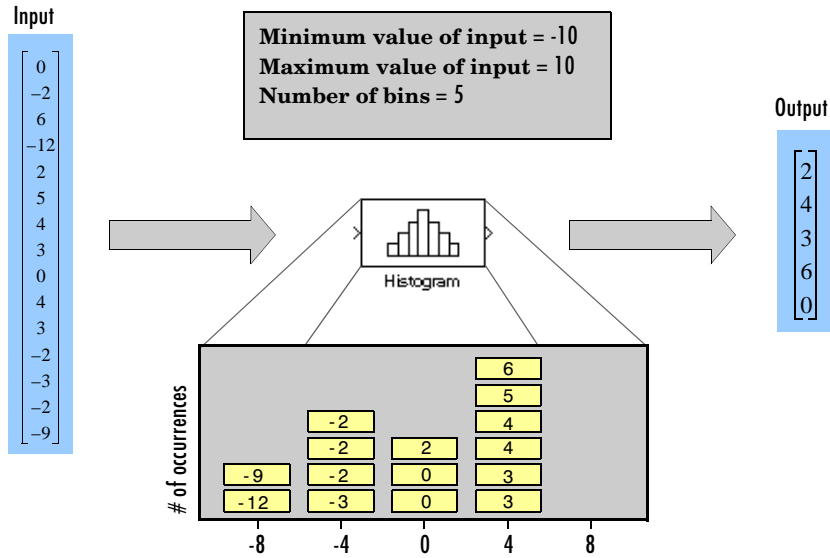 Input
Minimum value of input = -10
Maximum value of input = 10
Number of bins = 5
Output
0
–2
6
–12
2
5
4
3
0
4
3
–2
–3
–2
–9
2
4
3
6
0
Histogram
# of occurrences
6
5
-2 4
-2 2 4
-9 -2 0 3
-12 -3 0 3
-8 -4 0 4 8